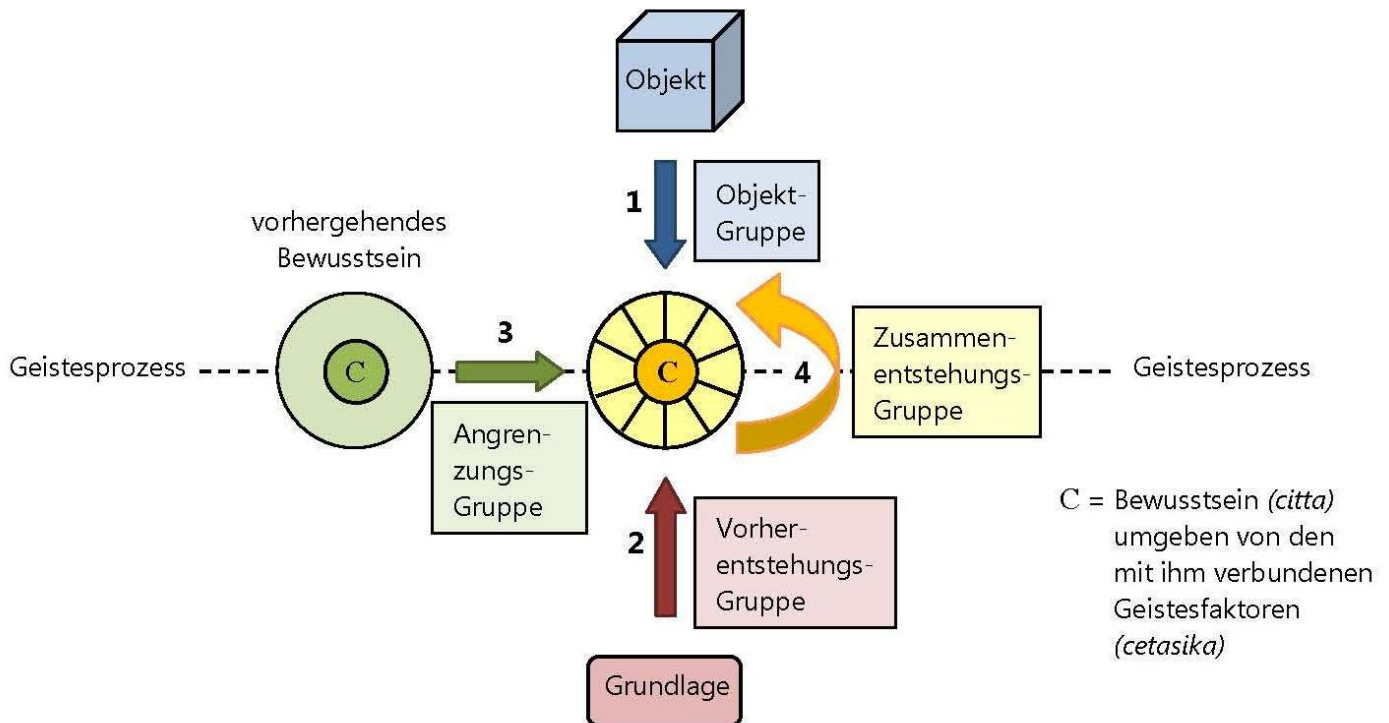 Objekt
1
Objekt-
Gruppe
vorhergehendes
Bewusstsein
3
Geistesprozess
C
C
4
Zusammen-
entstehungs-
Gruppe
Geistesprozess
Angren-
zungs-
Gruppe
2
Vorher-
entstehungs-
Gruppe
C = Bewusstsein (citta)
umgeben von den
mit ihm verbundenen
Geistesfaktoren
(cetasika)
Grundlage